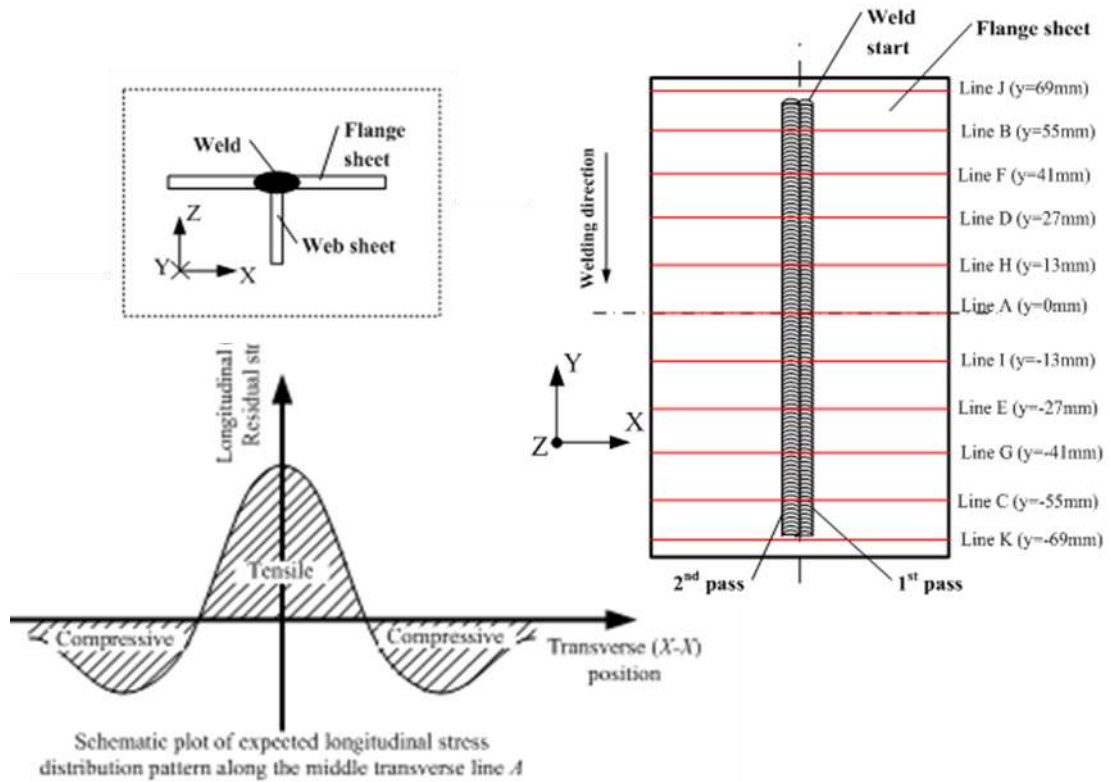 Weld
Flange
sheet
Web sheet
Z
Y
X
Longitudinal
Residual
Tensile
Compressive
Compressive
Transverse (X-X)
position
Schematic plot of expected longitudinal stress
distribution pattern along the middle transverse line A
Weld
start
Flange sheet
Welding direction
Line J (y=69mm)
Line B (y=55mm)
Line F (y=41mm)
Line D (y=27mm)
Line H (y=13mm)
Line A (y=0mm)
Line I (y=-13mm)
Line E (y=-27mm)
Line G (y=-41mm)
Line C (y=-55mm)
Line K (y=-69mm)
Y
X
Z
2nd pass
1st pass